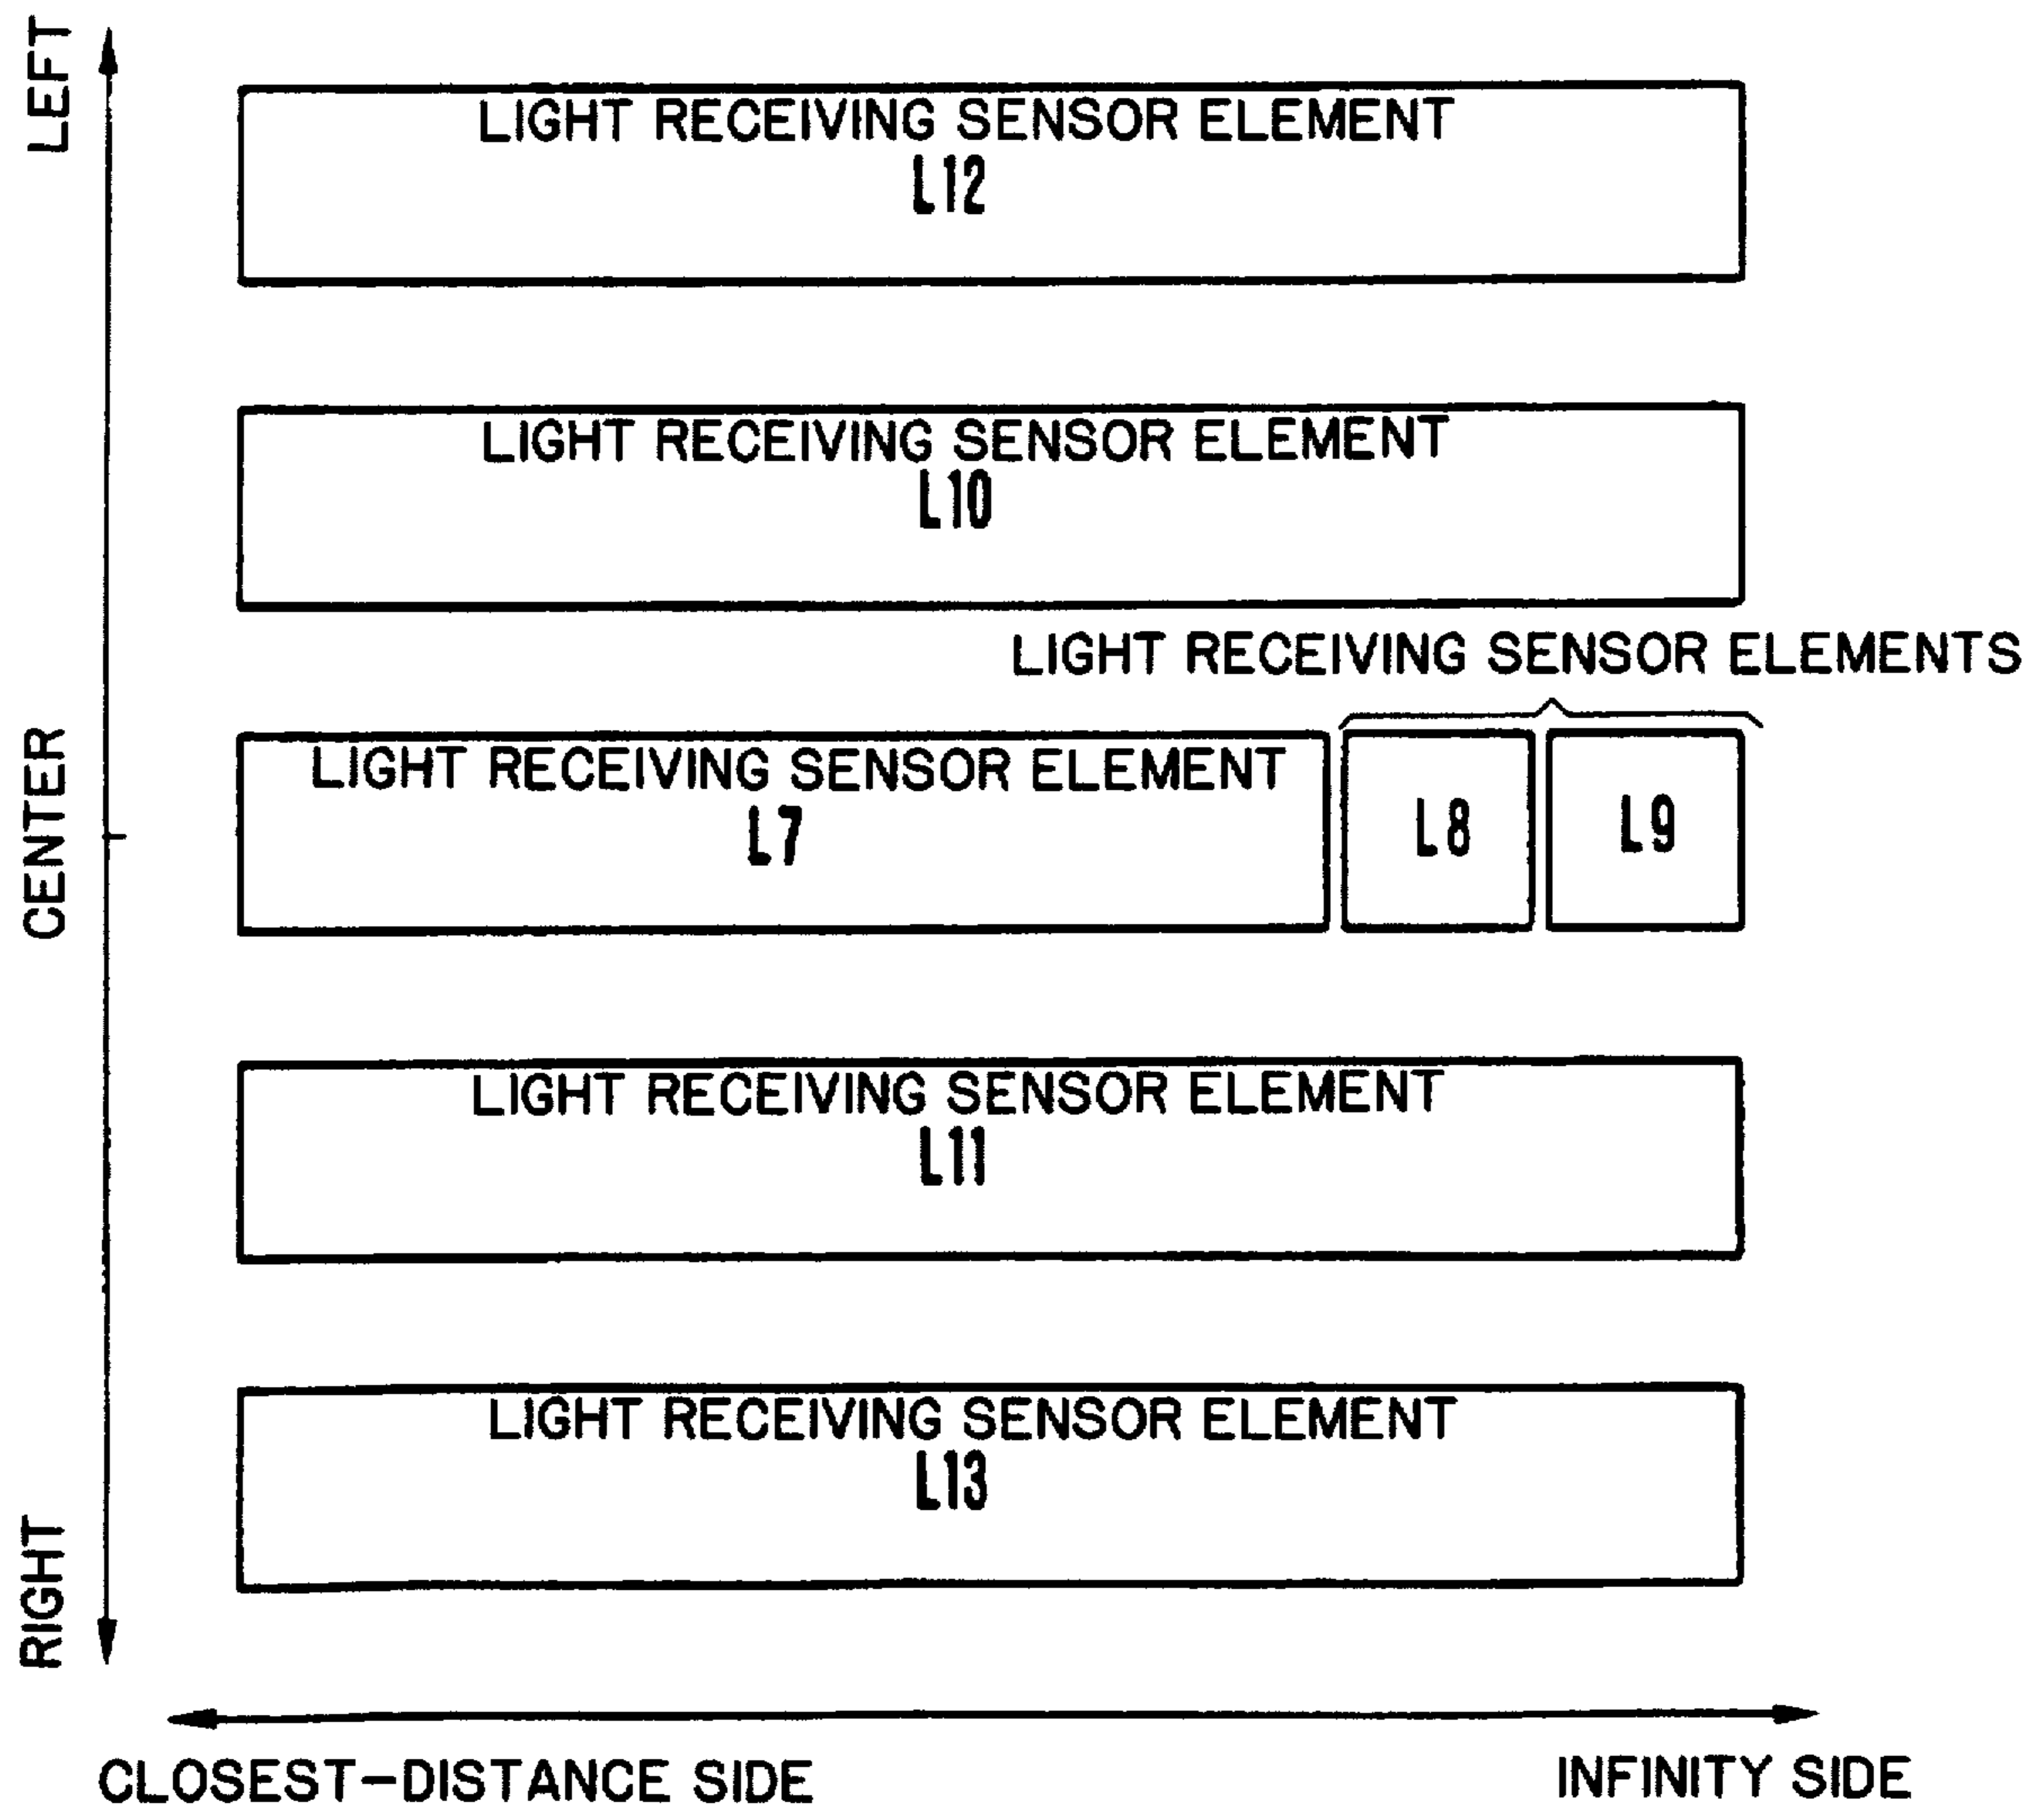 LEFT
LIGHT RECEIVING SENSOR ELEMENT
L12
LIGHT RECEIVING SENSOR ELEMENT
L10
LIGHT RECEIVING SENSOR ELEMENTS
CENTER
LIGHT RECEIVING SENSOR ELEMENT
L7
L8
L9
LIGHT RECEIVING SENSOR ELEMENT
L11
LIGHT RECEIVING SENSOR ELEMENT
L13
RIGHT
CLOSEST-DISTANCE SIDE
INFINITY SIDE